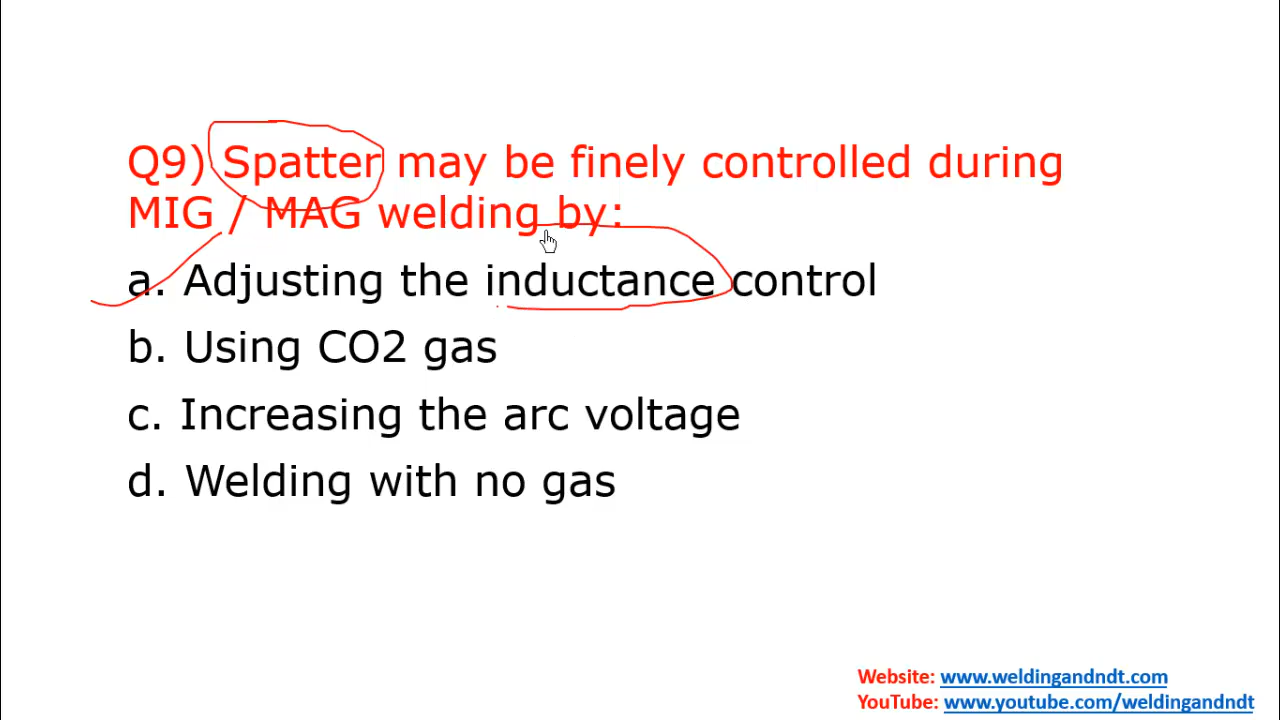 Q9) Spatter may be finely controlled during
MIG / MAG welding by:
a. Adjusting the inductance control
b. Using CO2 gas
c. Increasing the arc voltage
d. Welding with no gas
Website: www.weldingandndt.com
YouTube: www.youtube.com/weldingandndt